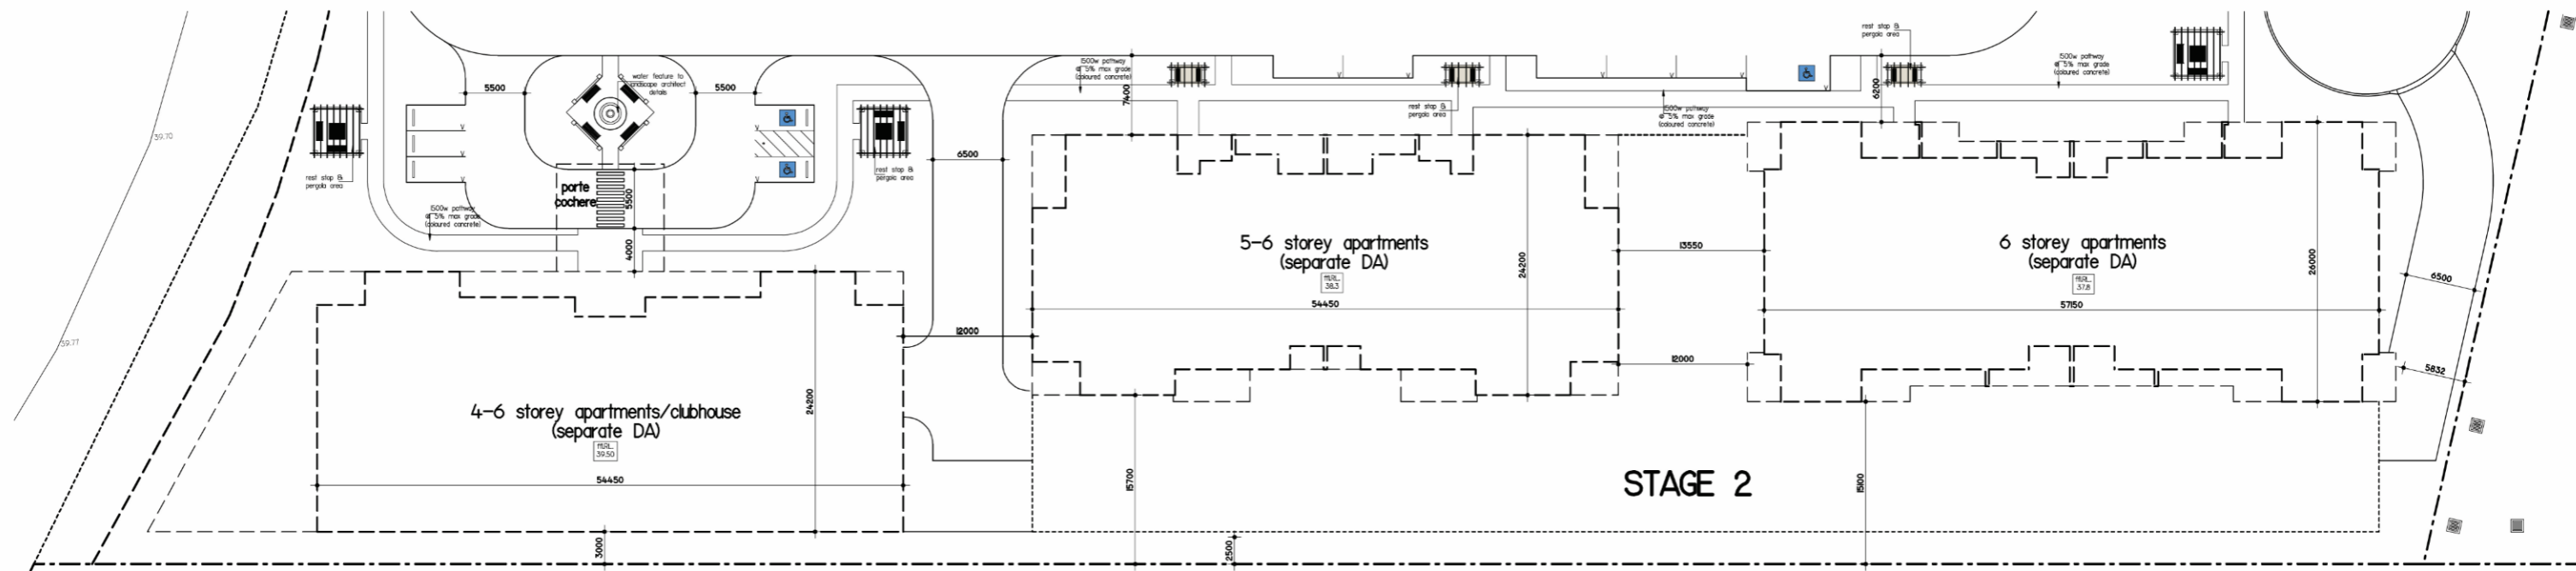 rest stop &
pergola area
1500w pathway
@ 5% max grade
(coloured concrete)
1500w pathway
@ 5% max grade
(coloured concrete)
water feature to
landscape architect
details
5500
5500
7400
6200
rest stop &
pergola area
1500w pathway
@ 5% max grade
(coloured concrete)
39.70
6500
rest stop &
pergola area
rest stop &
pergola area
porte
cochere
5500
1500w pathway
@ 5% max grade
(coloured concrete)
4000
13550
5-6 storey apartments
(separate DA)
38.3
24200
54450
6 storey apartments
(separate DA)
37.8
26000
57150
6500
12000
39.77
12000
5832
4-6 storey apartments/clubhouse
(separate DA)
39.50
24200
54450
15700
STAGE 2
15100
3000
2500